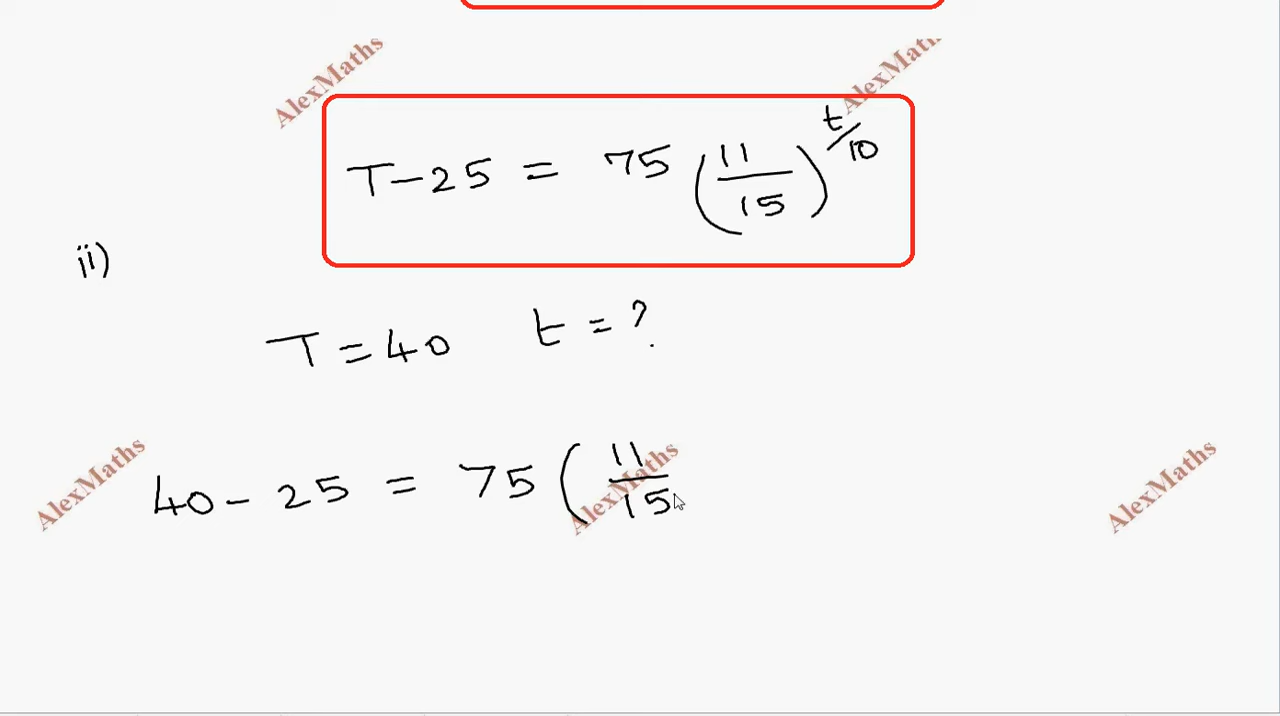 AlexMaths AlexMaths
T - 25 = 75 (11/15)^t/10
ii)
T = 40 t = ?
AlexMaths AlexMaths AlexMaths
40 - 25 = 75 (11/15